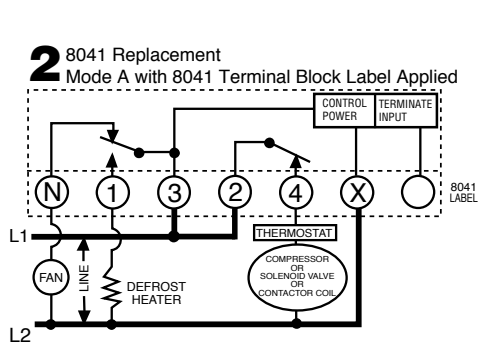 2 8041 Replacement
Mode A with 8041 Terminal Block Label Applied
CONTROL
POWER
TERMINATE
INPUT
N 1 3 2 4 X
8041
LABEL
L1
THERMOSTAT
FAN
LINE
DEFROST
HEATER
COMPRESSOR
OR
SOLENOID VALVE
OR
CONTACTOR COIL
L2